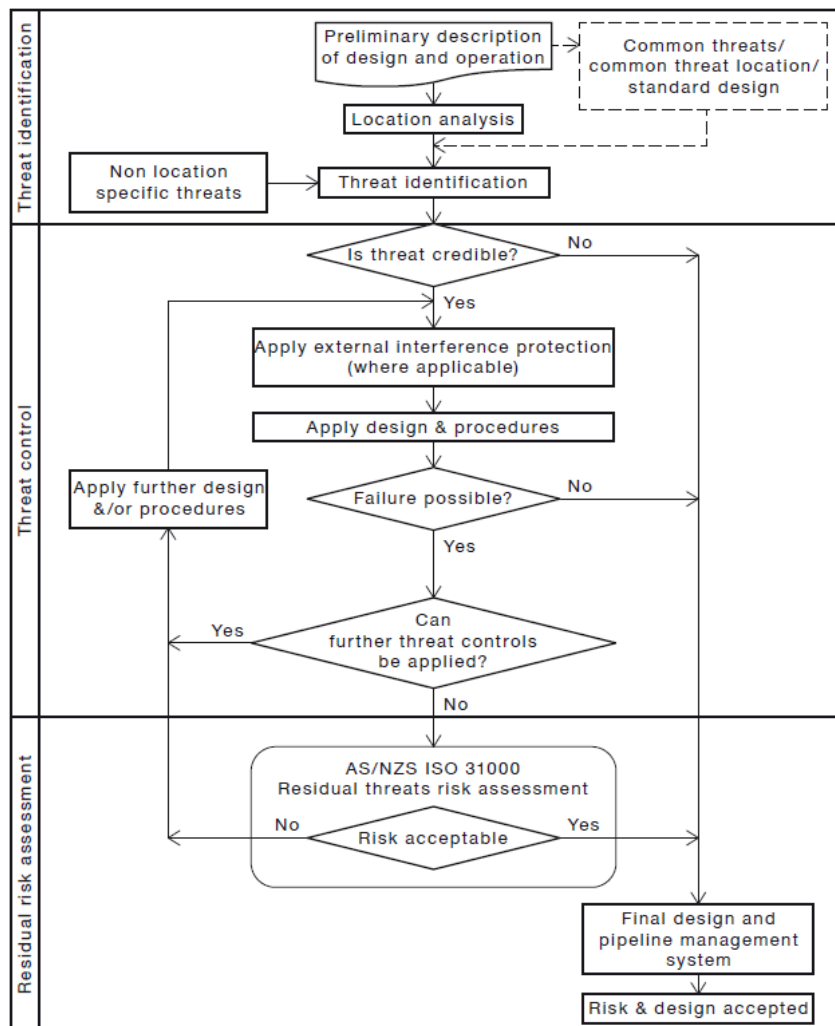 Threat identification
Preliminary description
of design and operation
Common threats/
common threat location/
standard design
Location analysis
Non location
specific threats
Threat identification
Threat control
Is threat credible?
No
Yes
Apply external interference protection
(where applicable)
Apply design & procedures
Apply further design
&/or procedures
Failure possible?
No
Yes
Can
further threat controls
be applied?
Yes
No
Residual risk assessment
AS/NZS ISO 31000
Residual threats risk assessment
No
Risk acceptable
Yes
Final design and
pipeline management
system
Risk & design accepted